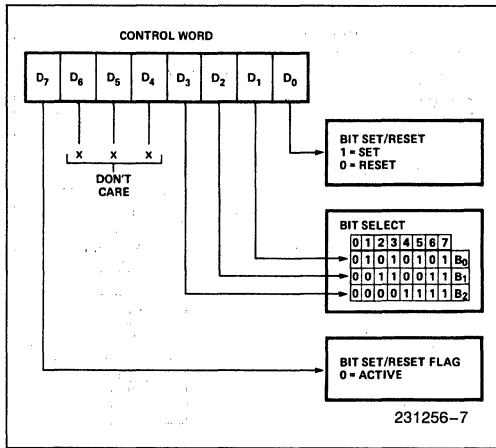 CONTROL WORD
D7 D6 D5 D4 D3 D2 D1 D0
X X X
DON'T
CARE
BIT SET/RESET
1 = SET
0 = RESET
BIT SELECT
0 1 2 3 4 5 6 7
0 1 0 1 0 1 0 1 B0
0 0 1 1 0 0 1 1 B1
0 0 0 0 1 1 1 1 B2
BIT SET/RESET FLAG
0 = ACTIVE
231256–7